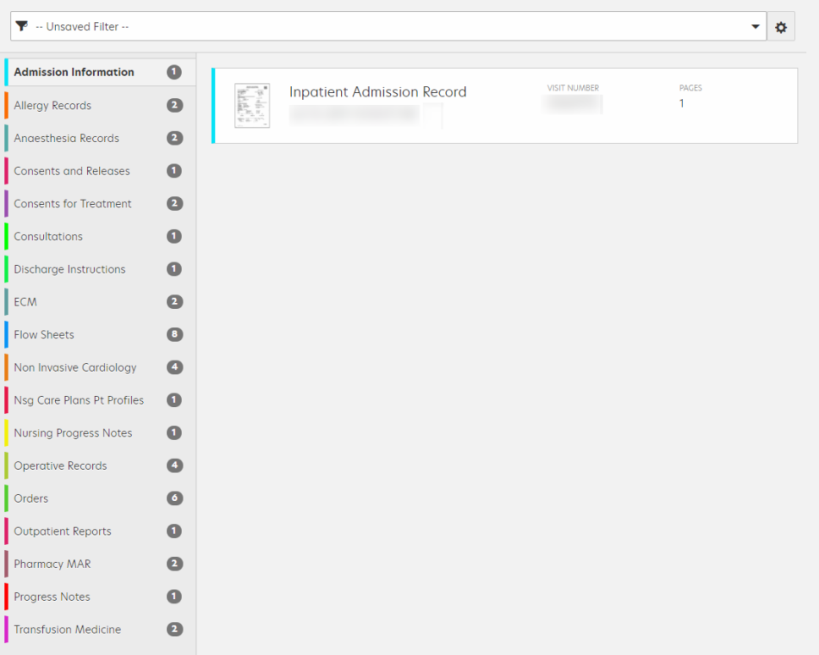 -- Unsaved Filter --
Admission Information 1
Allergy Records 2
Anaesthesia Records 2
Consents and Releases 1
Consents for Treatment 2
Consultations 1
Discharge Instructions 1
ECM 2
Flow Sheets 8
Non Invasive Cardiology 4
Nsg Care Plans Pt Profiles 1
Nursing Progress Notes 1
Operative Records 4
Orders 6
Outpatient Reports 1
Pharmacy MAR 2
Progress Notes 1
Transfusion Medicine 2
Inpatient Admission Record
VISIT NUMBER
PAGES
1